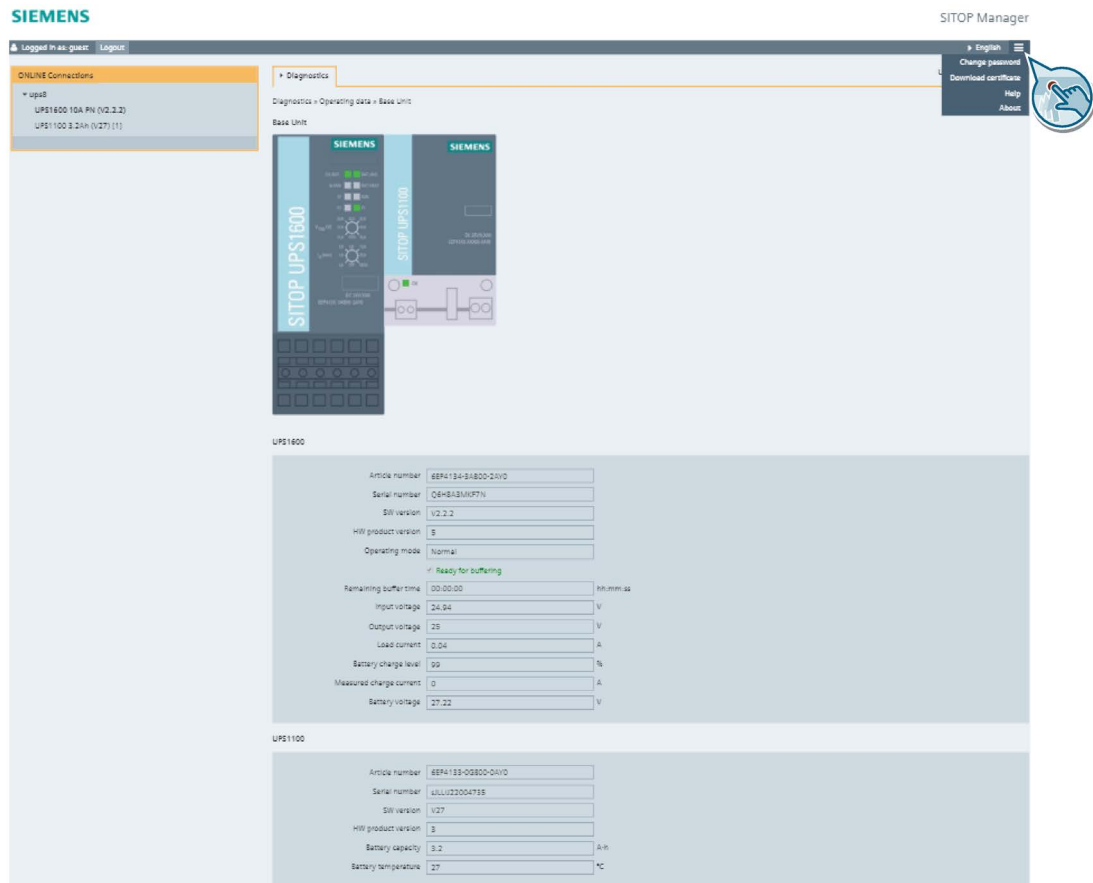 SIEMENS
SITOP Manager
Logged in as: guest Logout
English
Change password
Download certificate
Help
About
ONLINE Connections
ups8
UPS1600 10A PN (V2.2.2)
UPS1100 3.2Ah (V27) [1]
Diagnostics
U
Diagnostics » Operating data » Base Unit
Base Unit
SIEMENS
SITOP UPS1600
SIEMENS
SITOP UPS1100
UPS1600
Article number 6EP4134-3AB00-2AY0
Serial number Q6H8A3MKF7N
SW version V2.2.2
HW product version 5
Operating mode Normal
Ready for buffering
Remaining buffer time 00:00:00 hh:mm:ss
Input voltage 24.94 V
Output voltage 25 V
Load current 0.04 A
Battery charge level 99 %
Measured charge current 0 A
Battery voltage 27.22 V
UPS1100
Article number 6EP4133-0GB00-0AY0
Serial number
SW version V27
HW product version 3
Battery capacity 3.2 A·h
Battery temperature 27 °C